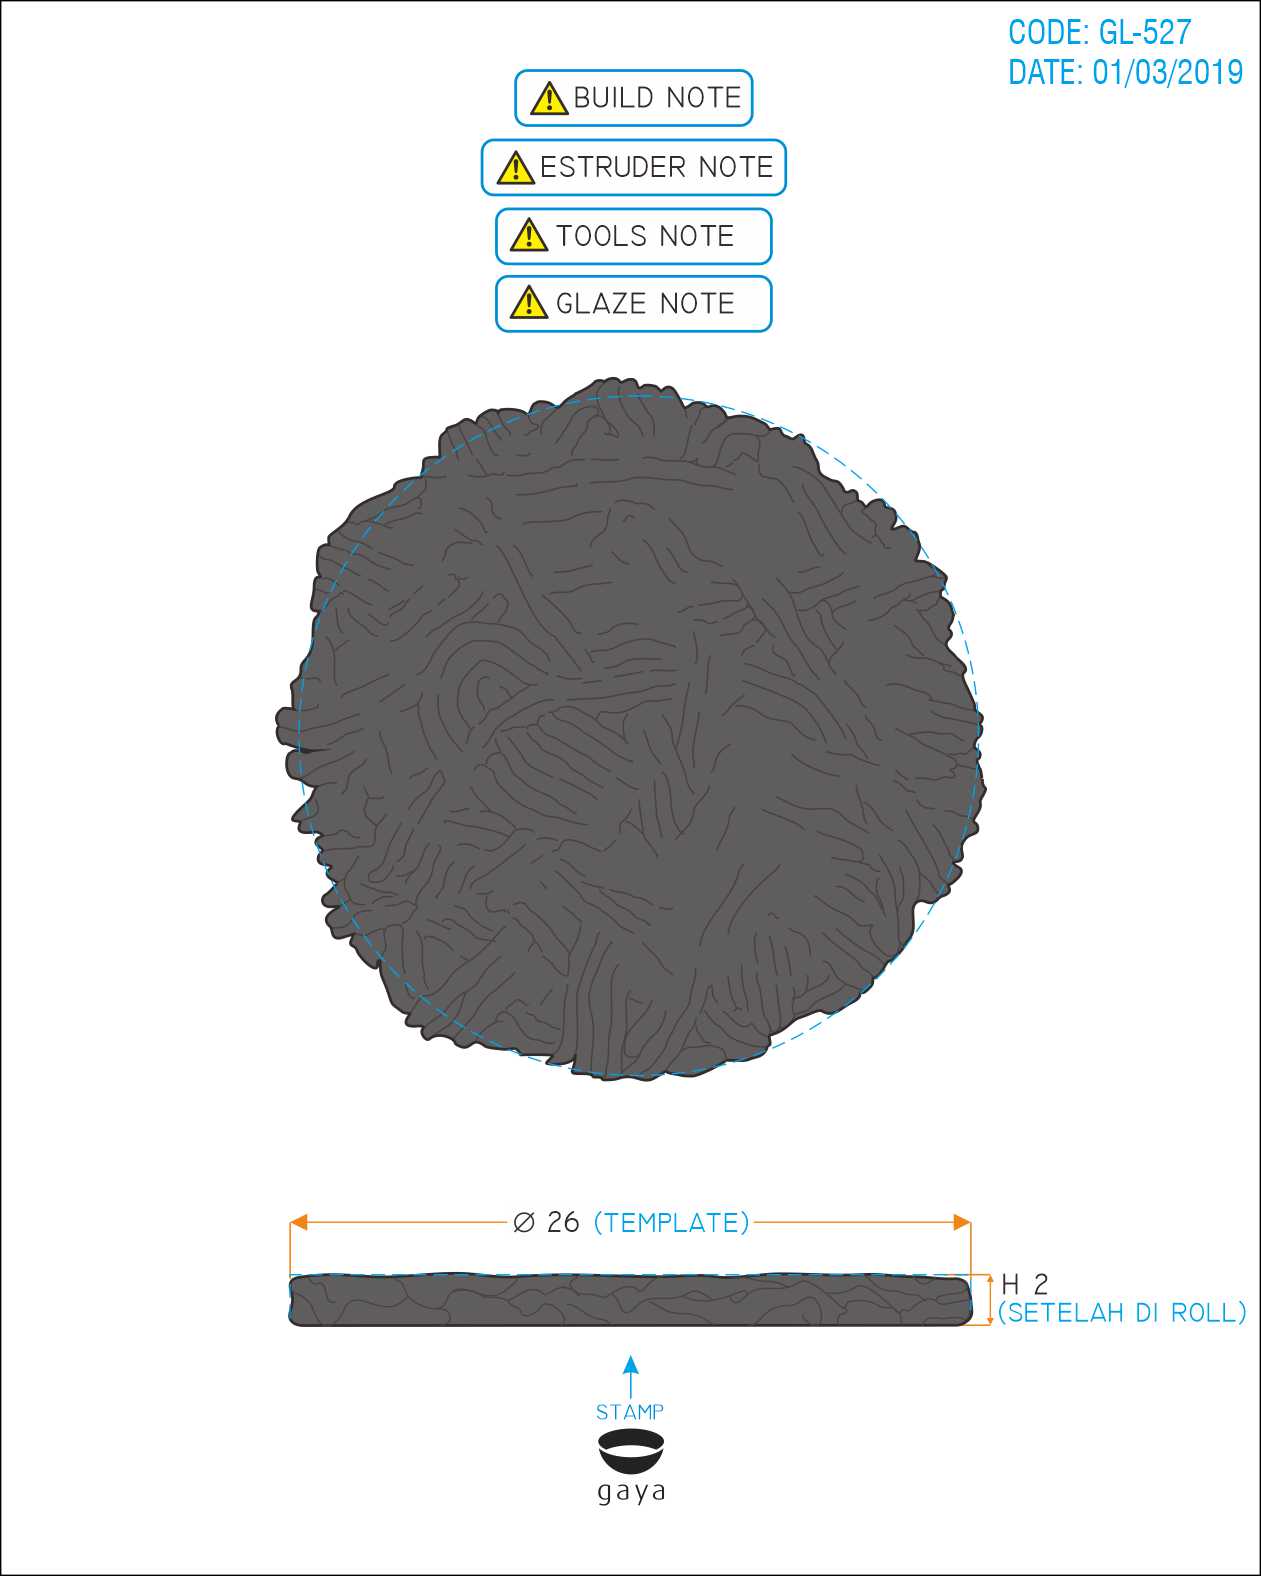 CODE: GL-527
DATE: 01/03/2019
BUILD NOTE
ESTRUDER NOTE
TOOLS NOTE
GLAZE NOTE
Ø 26 (TEMPLATE)
H 2
(SETELAH DI ROLL)
STAMP
gaya